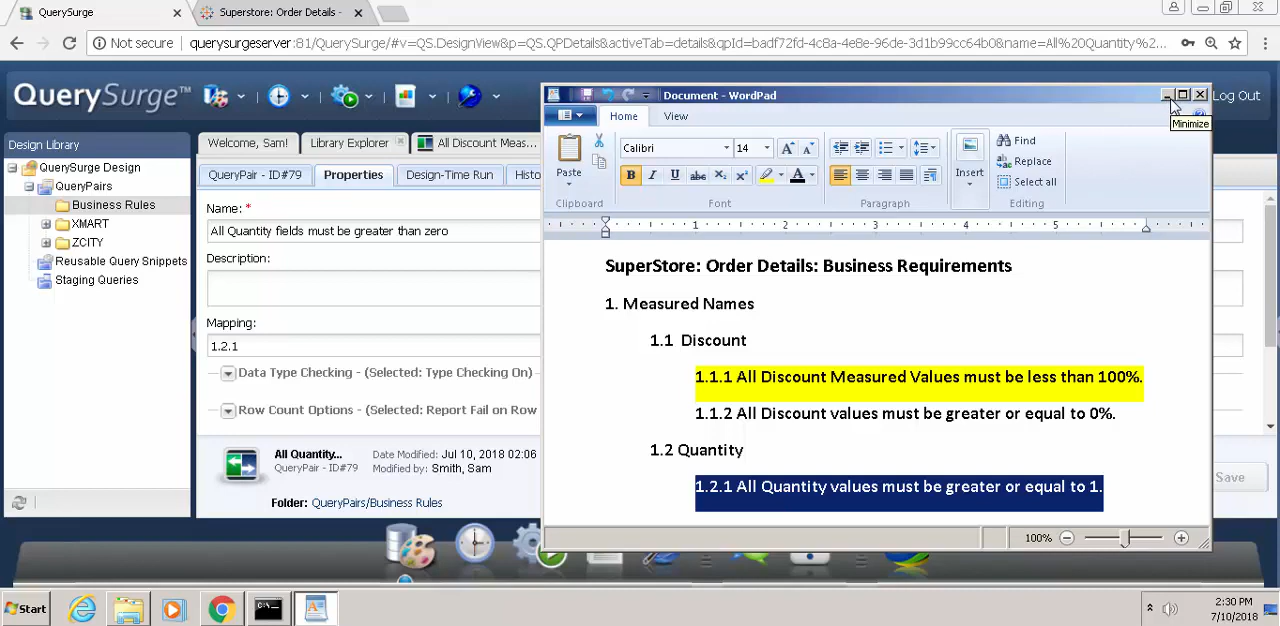 QuerySurge
Superstore: Order Details -
Not secure | querysurgeserver:81/QuerySurge/#v=QS.DesignView&p=QS.QPDetails&activeTab=details&qpId=badf72fd-4c8a-4e8e-96de-3d1b99cc64b0&name=All%20Quantity%2...
QuerySurge™
Log Out
Design Library
QuerySurge Design
QueryPairs
Business Rules
XMART
ZCITY
Reusable Query Snippets
Staging Queries
Welcome, Sam!
Library Explorer
All Discount Meas...
QueryPair - ID#79
Properties
Design-Time Run
Histo
Name: *
All Quantity fields must be greater than zero
Description:
Mapping:
1.2.1
Data Type Checking - (Selected: Type Checking On)
Row Count Options - (Selected: Report Fail on Row
All Quantity...
QueryPair - ID#79
Date Modified: Jul 10, 2018 02:06
Modified by: Smith, Sam
Folder: QueryPairs/Business Rules
Save
Document - WordPad
Minimize
Home
View
Paste
Clipboard
Calibri
14
Font
Paragraph
Insert
Find
Replace
Select all
Editing
1 2 3 4 5
SuperStore: Order Details: Business Requirements
1. Measured Names
1.1 Discount
1.1.1 All Discount Measured Values must be less than 100%.
1.1.2 All Discount values must be greater or equal to 0%.
1.2 Quantity
1.2.1 All Quantity values must be greater or equal to 1.
100%
Start
2:30 PM
7/10/2018